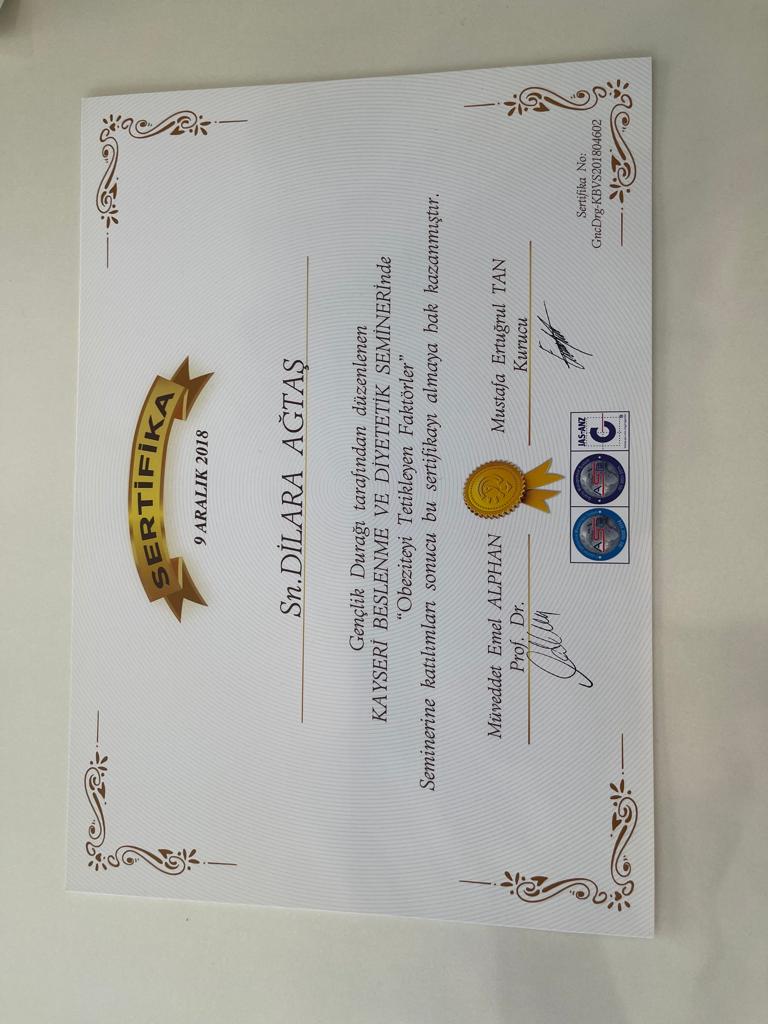 SERTİFİKA
9 ARALIK 2018
Sn.DİLARA AĞTAŞ
Gençlik Durağı tarafından düzenlenen
KAYSERİ BESLENME VE DİYETETİK SEMİNERİnde
“Obeziteyi Tetikleyen Faktörler”
Seminerine katılımları sonucu bu sertifikayı almaya hak kazanmıştır.
Müveddet Emel ALPHAN
Prof. Dr.
Mustafa Ertuğrul TAN
Kurucu
JAS-ANZ
Sertifika No:
GncDrg-KBVS201804602